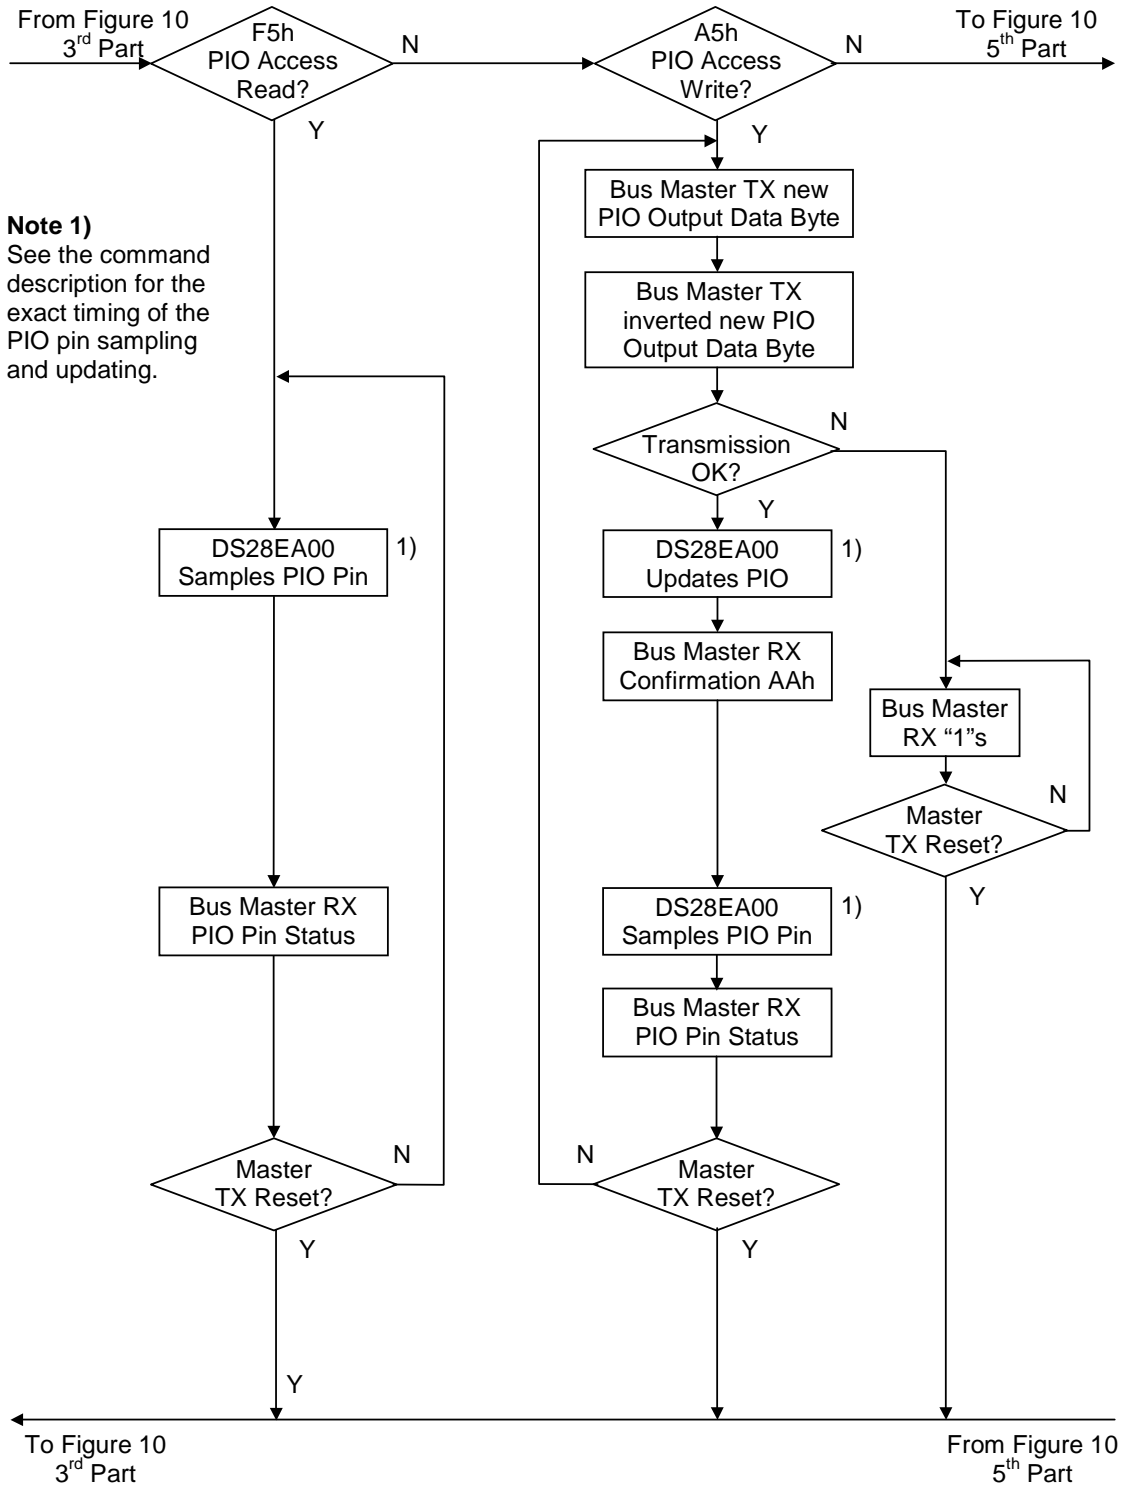 From Figure 10
3rd Part
F5h
PIO Access
Read?
N
Y
A5h
PIO Access
Write?
N
Y
To Figure 10
5th Part
Note 1)
See the command
description for the
exact timing of the
PIO pin sampling
and updating.
DS28EA00
Samples PIO Pin
1)
Bus Master RX
PIO Pin Status
Master
TX Reset?
N
Y
Y
Bus Master TX new
PIO Output Data Byte
Bus Master TX
inverted new PIO
Output Data Byte
Transmission
OK?
N
Y
DS28EA00
Updates PIO
1)
Bus Master RX
Confirmation AAh
DS28EA00
Samples PIO Pin
1)
Bus Master RX
PIO Pin Status
Master
TX Reset?
N
Y
Bus Master
RX “1”s
Master
TX Reset?
N
Y
To Figure 10
3rd Part
From Figure 10
5th Part